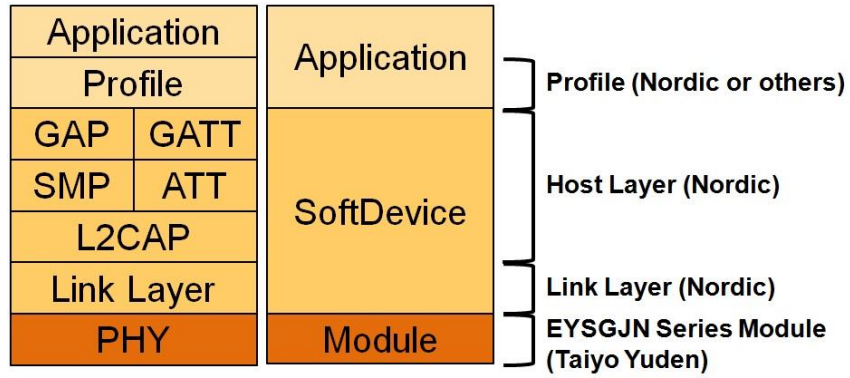 Application
Profile
GAP GATT
SMP ATT
L2CAP
Link Layer
PHY
Application
SoftDevice
Module
Profile (Nordic or others)
Host Layer (Nordic)
Link Layer (Nordic)
EYSGJN Series Module
(Taiyo Yuden)